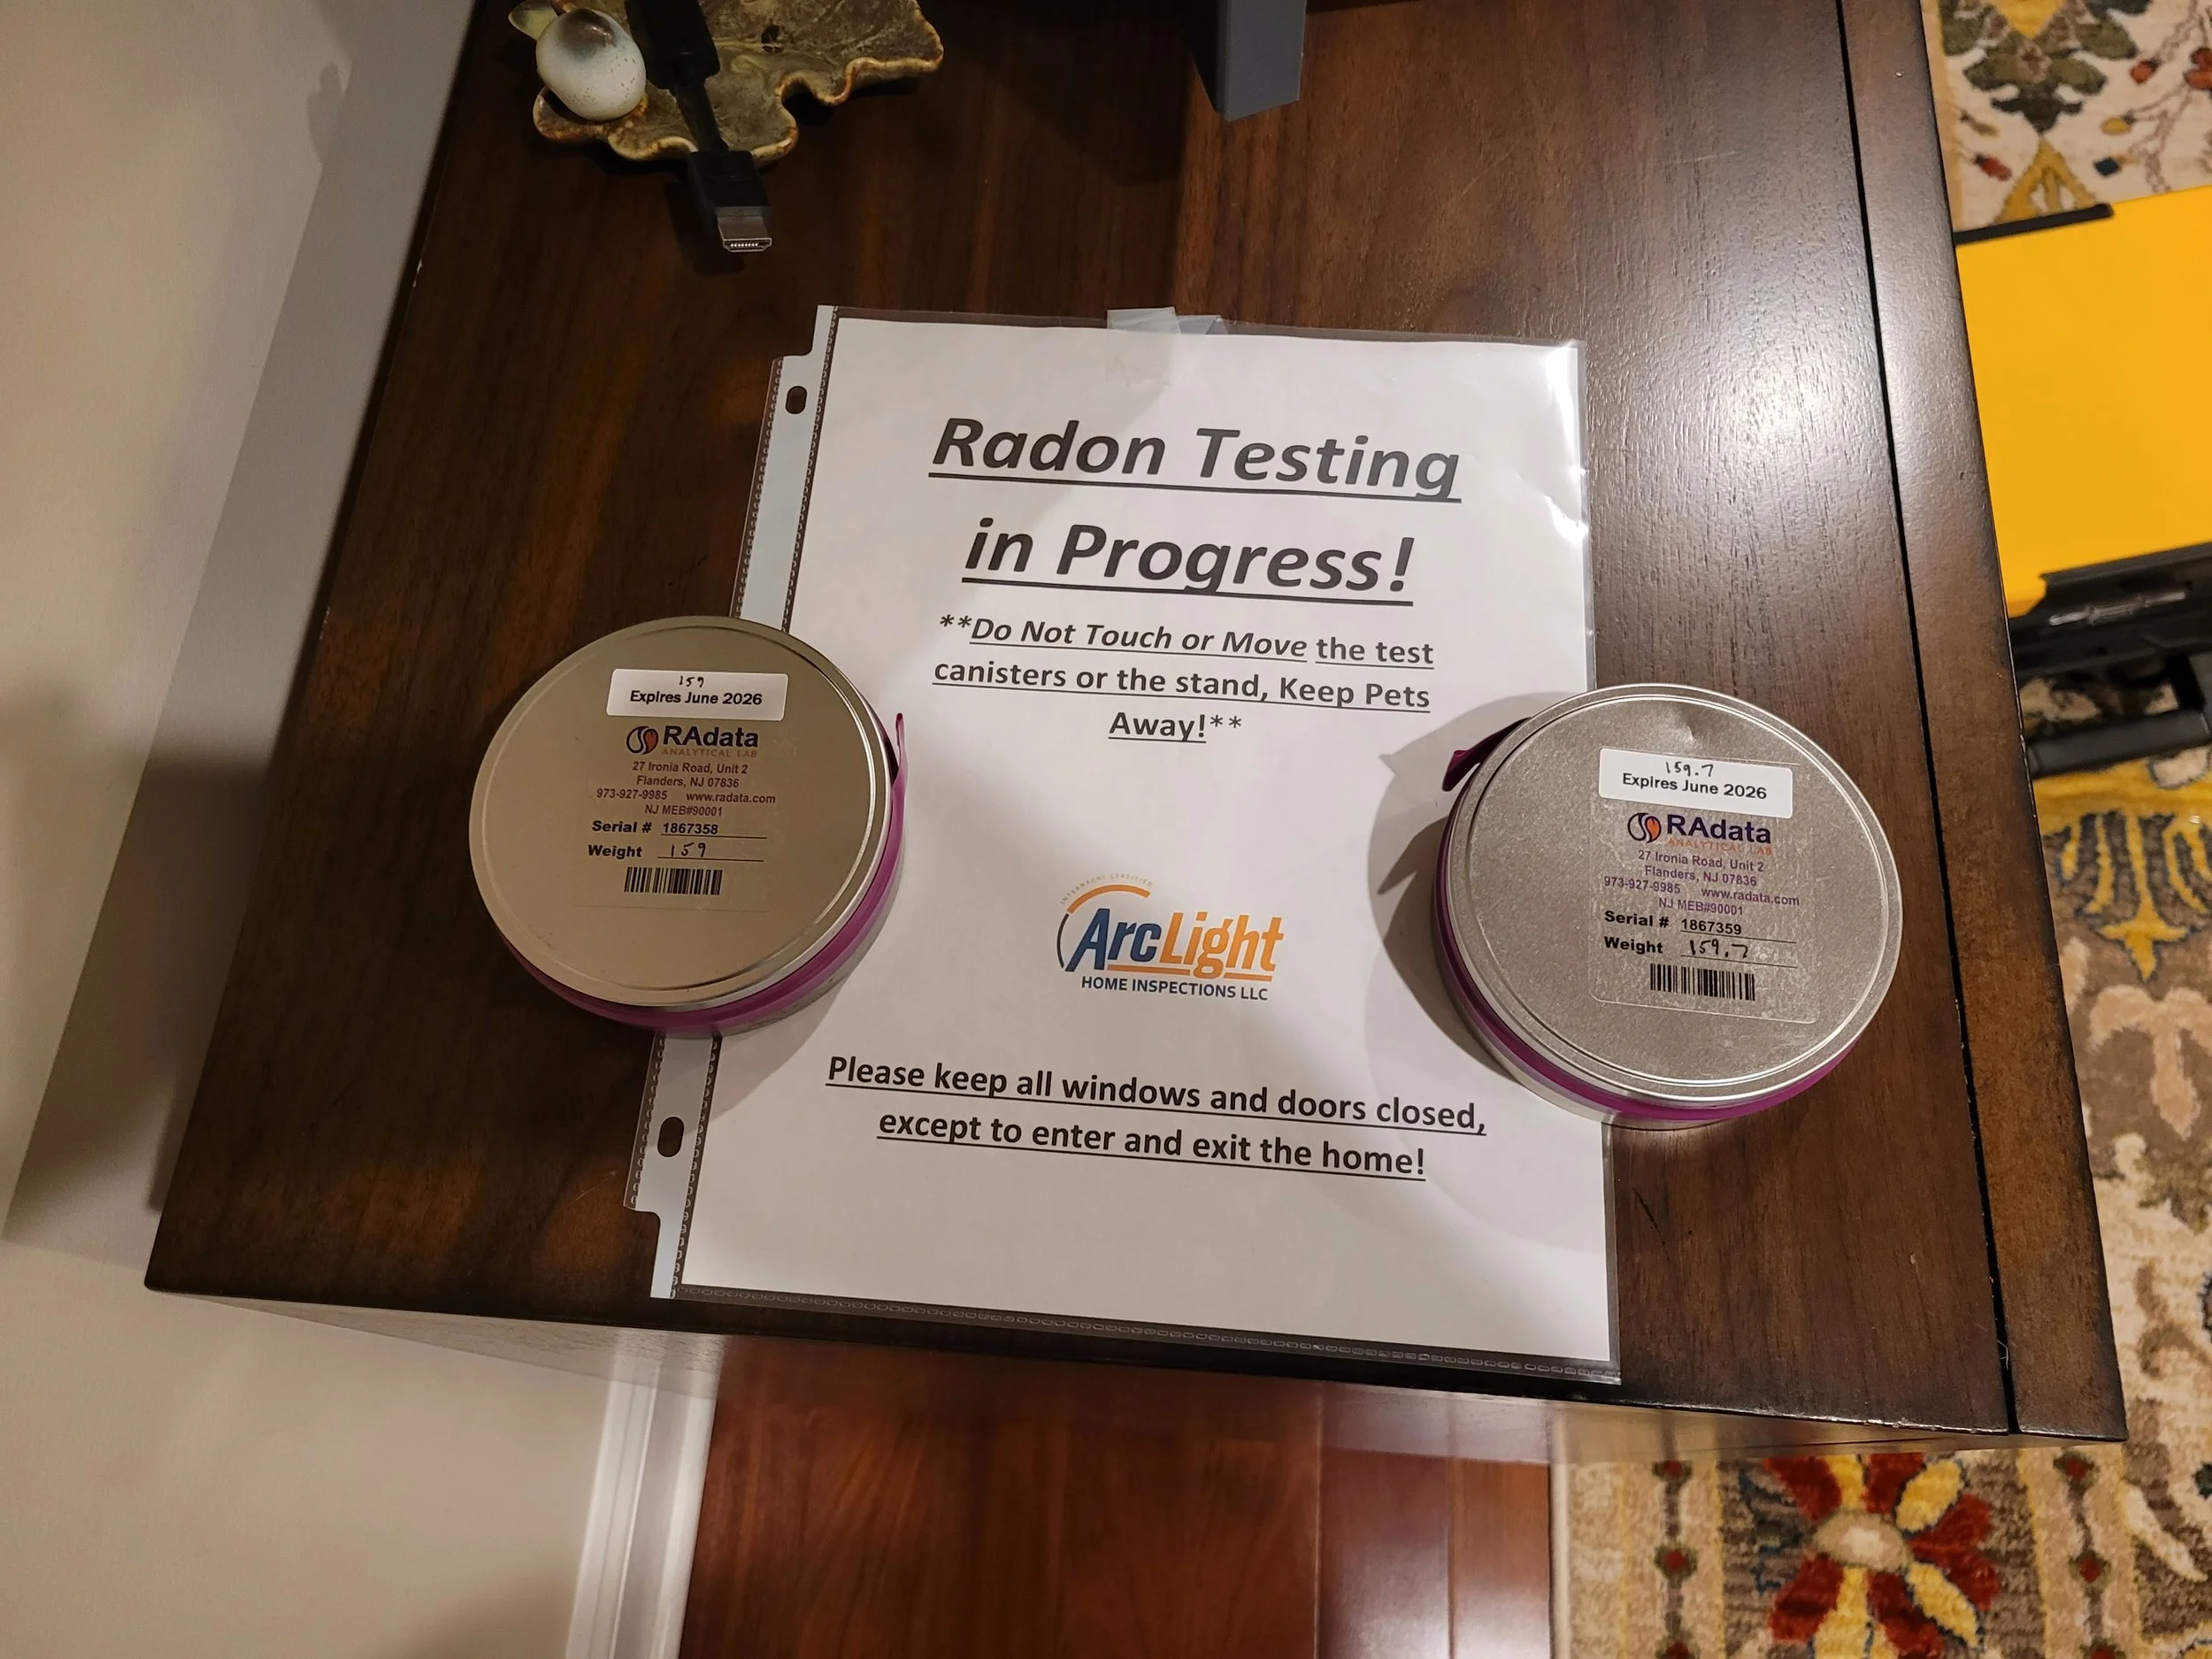 Radon Testing
in Progress!
**Do Not Touch or Move the test
canisters or the stand, Keep Pets
Away!**
159
Expires June 2026
RAdata
ANALYTICAL LAB
27 Ironia Road, Unit 2
Flanders, NJ 07836
973-927-9985 www.radata.com
NJ MEB#90001
Serial # 1867358
Weight 159
159.7
Expires June 2026
RAdata
ANALYTICAL LAB
27 Ironia Road, Unit 2
Flanders, NJ 07836
973-927-9985 www.radata.com
NJ MEB#90001
Serial # 1867359
Weight 159.7
INTERNACHI CERTIFIED
ArcLight
HOME INSPECTIONS LLC
Please keep all windows and doors closed,
except to enter and exit the home!